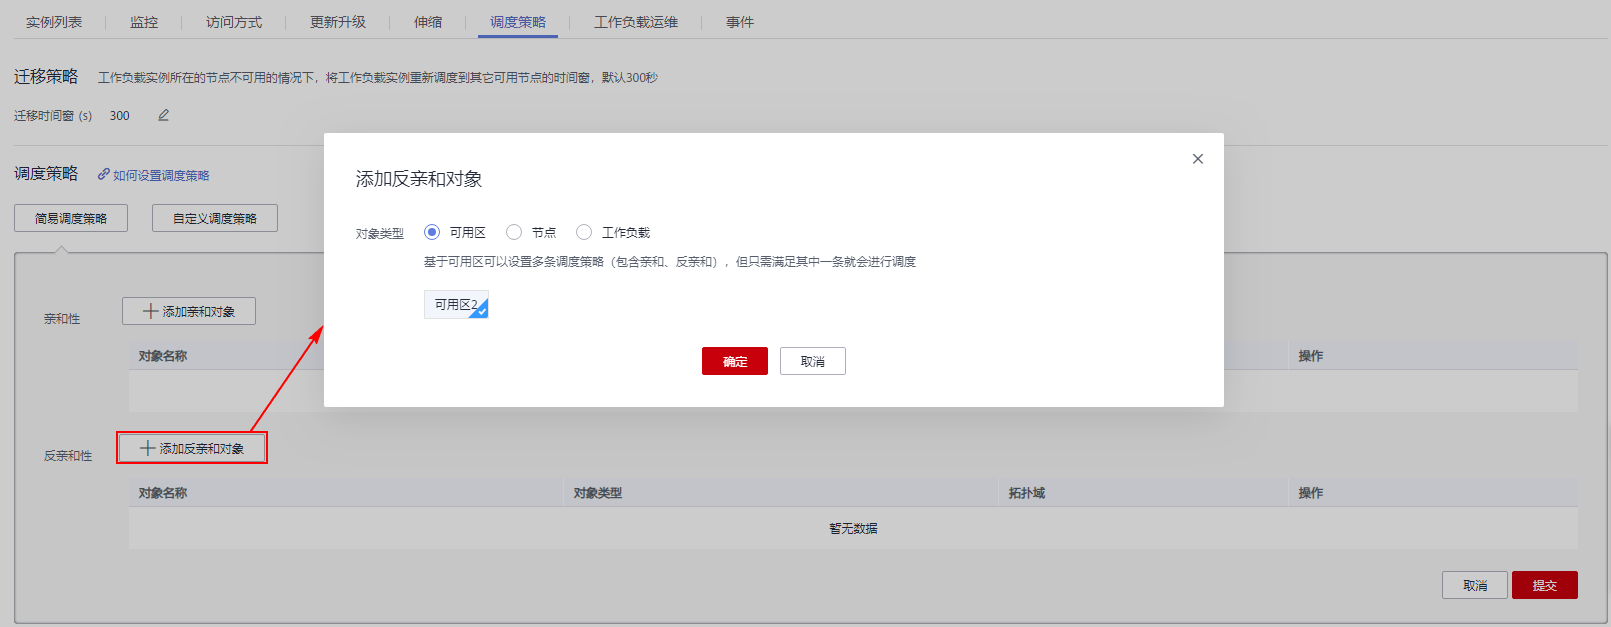 实例列表 监控 访问方式 更新升级 伸缩 调度策略 工作负载运维 事件
迁移策略 工作负载实例所在的节点不可用的情况下，将工作负载实例重新调度到其它可用节点的时间窗，默认300秒
迁移时间窗 (s) 300
调度策略 如何设置调度策略
简易调度策略 自定义调度策略
添加反亲和对象
对象类型 可用区 节点 工作负载
基于可用区可以设置多条调度策略（包含亲和、反亲和），但只需满足其中一条就会进行调度
可用区2
确定 取消
亲和性 添加亲和对象
对象名称 操作
反亲和性 添加反亲和对象
对象名称 对象类型 拓扑域 操作
暂无数据
取消 提交